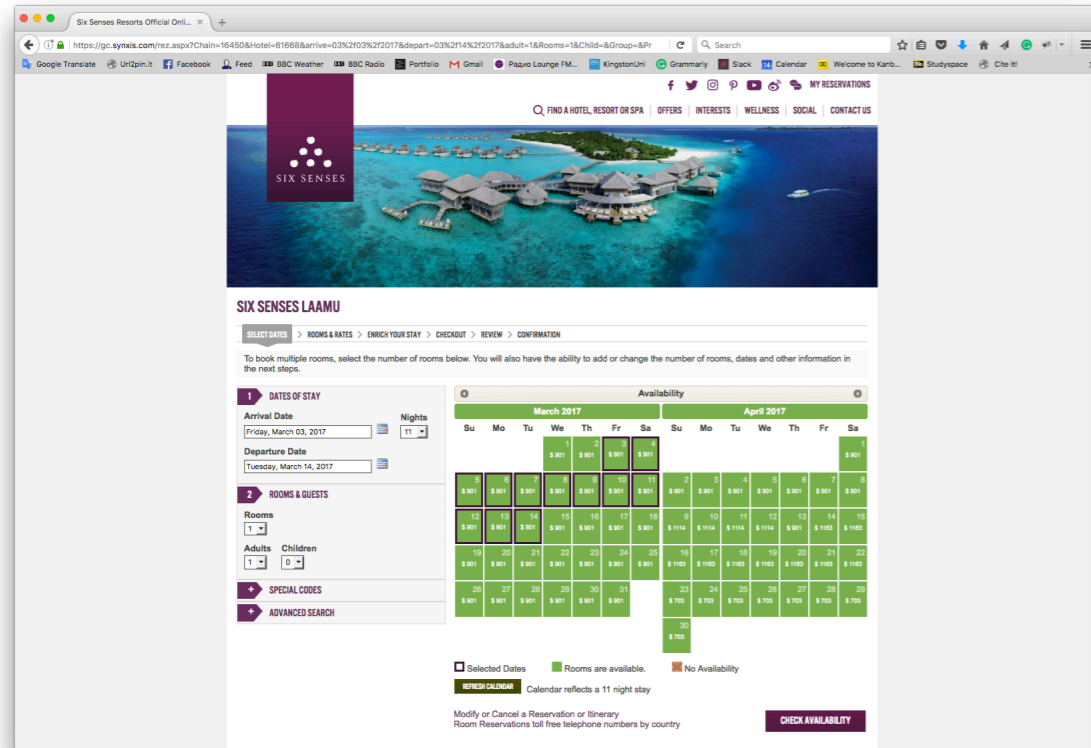 Six Senses Resorts Official Onli...
https://gc.synxis.com/rez.aspx?Chain=16450&Hotel=61668&arrive=03%2f03%2f2017&depart=03%2f14%2f2017&adult=1&Rooms=1&Child=&Group=&Pr
Search
Google Translate Url2pin.it Facebook Feed BBC Weather BBC Radio Portfolio Gmail Радио Lounge FM... KingstonUni Grammarly Slack Calendar Welcome to Kanb... Studyspace Cite it!
MY RESERVATIONS
FIND A HOTEL, RESORT OR SPA OFFERS INTERESTS WELLNESS SOCIAL CONTACT US
SIX SENSES
SIX SENSES LAAMU
SELECT DATES > ROOMS & RATES > ENRICH YOUR STAY > CHECKOUT > REVIEW > CONFIRMATION
To book multiple rooms, select the number of rooms below. You will also have the ability to add or change the number of rooms, dates and other information in
the next steps.
1 DATES OF STAY
Arrival Date Nights
Friday, March 03, 2017 11
Departure Date
Tuesday, March 14, 2017
2 ROOMS & GUESTS
Rooms
1
Adults Children
1 0
+ SPECIAL CODES
+ ADVANCED SEARCH
Availability
March 2017 April 2017
Su Mo Tu We Th Fr Sa Su Mo Tu We Th Fr Sa
1 2 3 4 1
$ 901 $ 901 $ 901 $ 901 $ 901
5 6 7 8 9 10 11 2 3 4 5 6 7 8
$ 901 $ 901 $ 901 $ 901 $ 901 $ 901 $ 901 $ 901 $ 901 $ 901 $ 901 $ 901 $ 901 $ 901
12 13 14 15 16 17 18 9 10 11 12 13 14 15
$ 901 $ 901 $ 901 $ 901 $ 901 $ 901 $ 901 $ 1114 $ 1114 $ 1114 $ 1114 $ 901 $ 1163 $ 1163
19 20 21 22 23 24 25 16 17 18 19 20 21 22
$ 901 $ 901 $ 901 $ 901 $ 901 $ 901 $ 901 $ 1163 $ 1163 $ 1163 $ 1163 $ 1163 $ 1163 $ 1163
26 27 28 29 30 31 23 24 25 26 27 28 29
$ 901 $ 901 $ 901 $ 901 $ 901 $ 901 $ 703 $ 703 $ 703 $ 703 $ 703 $ 703 $ 703
30
$ 703
Selected Dates Rooms are available. No Availability
REFRESH CALENDAR Calendar reflects a 11 night stay
Modify or Cancel a Reservation or Itinerary
Room Reservations toll free telephone numbers by country
CHECK AVAILABILITY